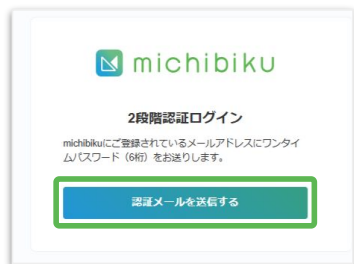 michibiku
2段階認証ログイン
michibikuにご登録されているメールアドレスにワンタイ
ムパスワード（6桁）をお送りします。
認証メールを送信する